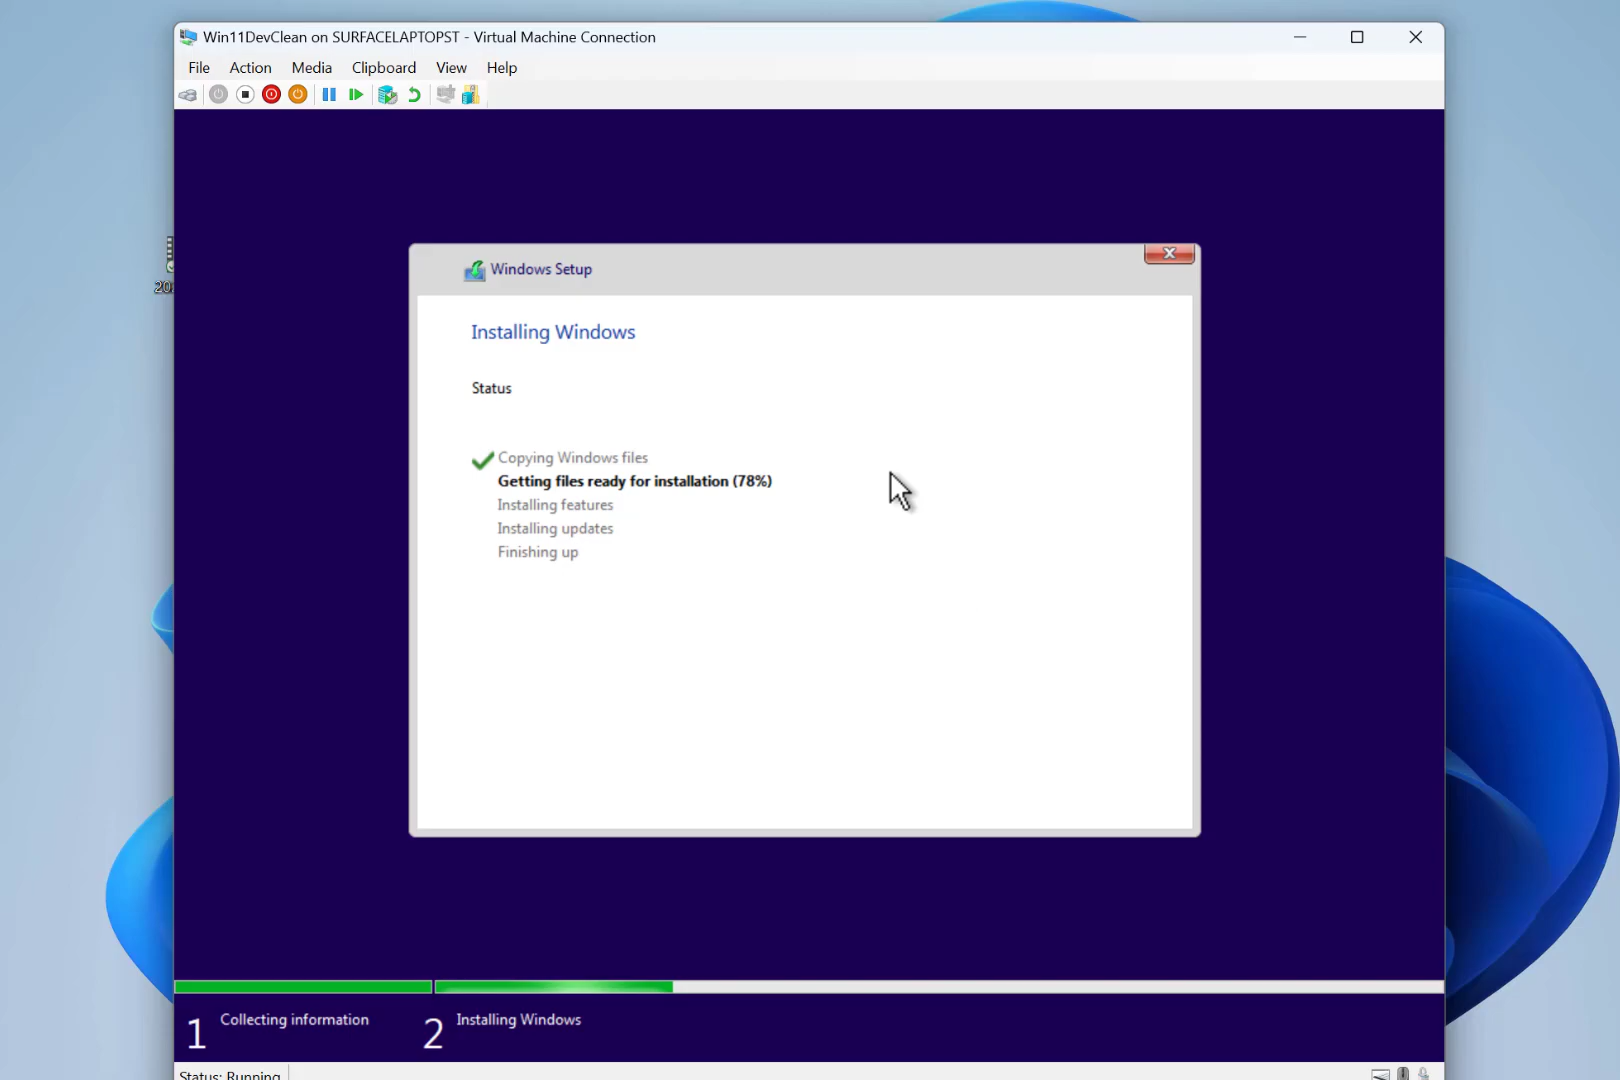 Win11DevClean on SURFACELAPTOPST - Virtual Machine Connection
File Action Media Clipboard View Help
20
Windows Setup
Installing Windows
Status
Copying Windows files
Getting files ready for installation (78%)
Installing features
Installing updates
Finishing up
1 Collecting information 2 Installing Windows
Status: Running